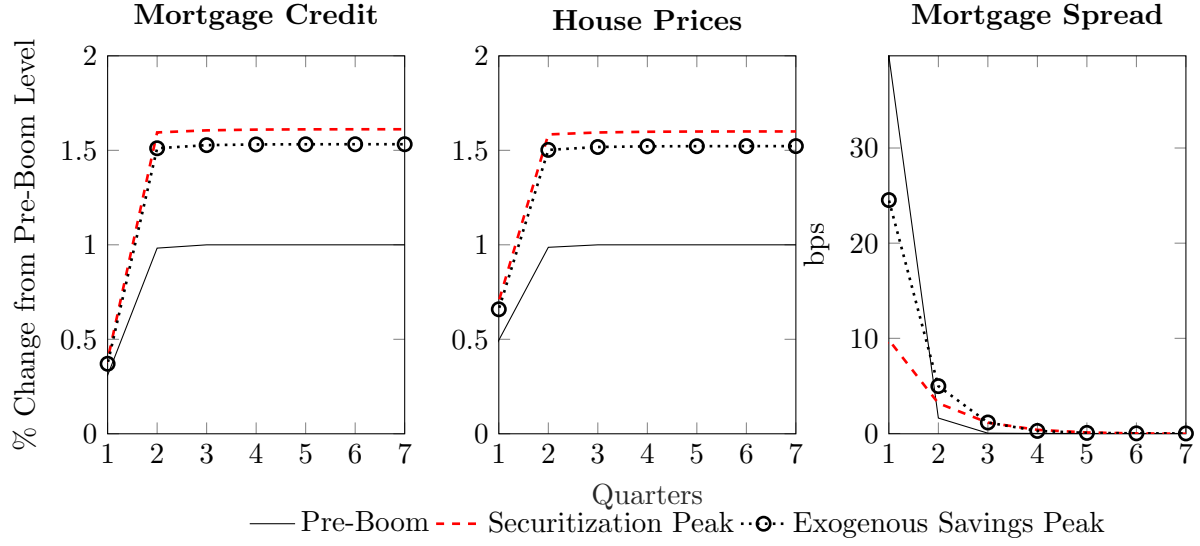 Mortgage Credit
House Prices
Mortgage Spread
% Change from Pre-Boom Level
2
1.5
1
0.5
0
1 2 3 4 5 6 7
2
1.5
1
0.5
0
1 2 3 4 5 6 7
bps
30
20
10
0
1 2 3 4 5 6 7
Quarters
Pre-Boom Securitization Peak Exogenous Savings Peak